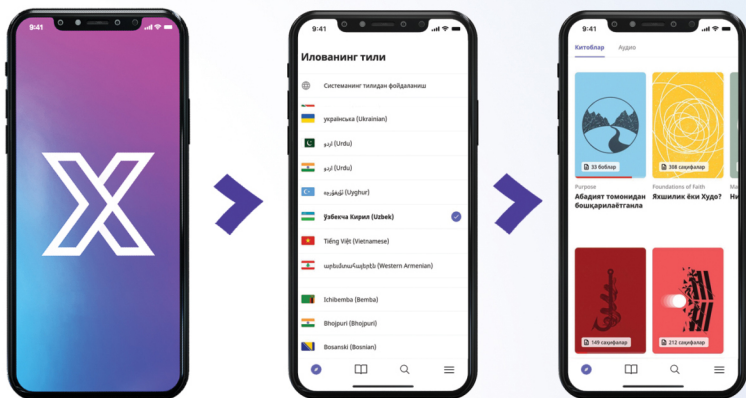 9:41
9:41
Илованинг тили
Системанинг тилидан фойдаланиш
українська (Ukrainian)
اردو (Urdu)
اردو (Urdu)
ئۇيغۇرچە (Uyghur)
Ўзбекча Кирил (Uzbek)
Tiếng Việt (Vietnamese)
արեւմտահայերէն (Western Armenian)
Ichibemba (Bemba)
Bhojpuri (Bhojpuri)
Bosanski (Bosnian)
9:41
Китоблар
Аудио
33 боблар
308 саҳифалар
Purpose
Foundations of Faith
Абадият томонидан
бошқарилаётганла
Яхшилик ёки Худо?
149 саҳифалар
212 саҳифалар